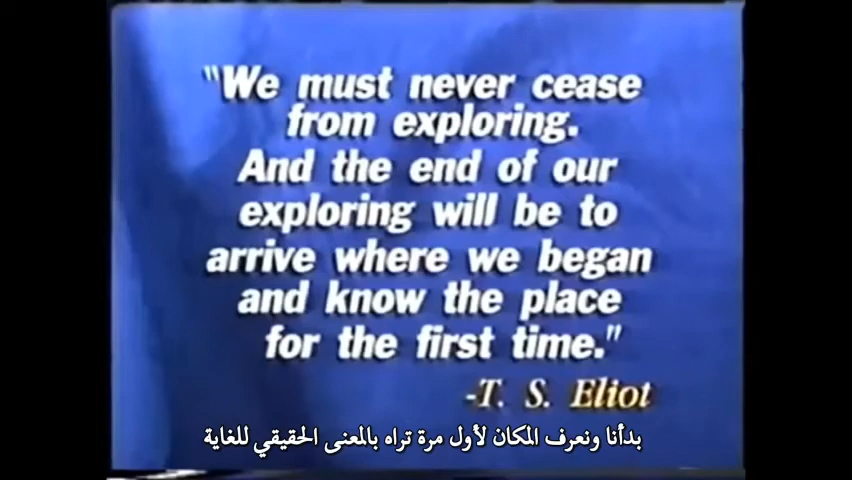 "We must never cease
from exploring.
And the end of our
exploring will be to
arrive where we began
and know the place
for the first time."
-T. S. Eliot
بدأنا ونعرف المكان لأول مرة تراه بالمعنى الحقيقي للغاية